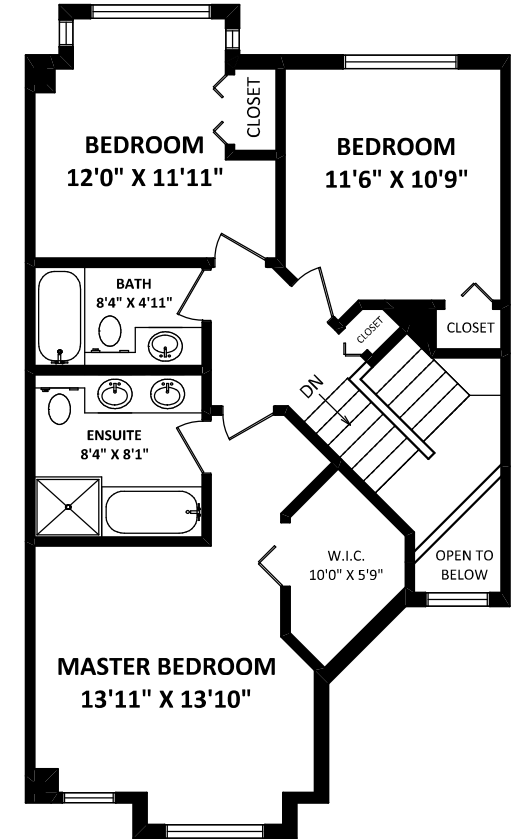 CLOSET
BEDROOM
12'0" X 11'11"
BEDROOM
11'6" X 10'9"
BATH
8'4" X 4'11"
CLOSET
CLOSET
DN
ENSUITE
8'4" X 8'1"
W.I.C.
10'0" X 5'9"
OPEN TO
BELOW
MASTER BEDROOM
13'11" X 13'10"